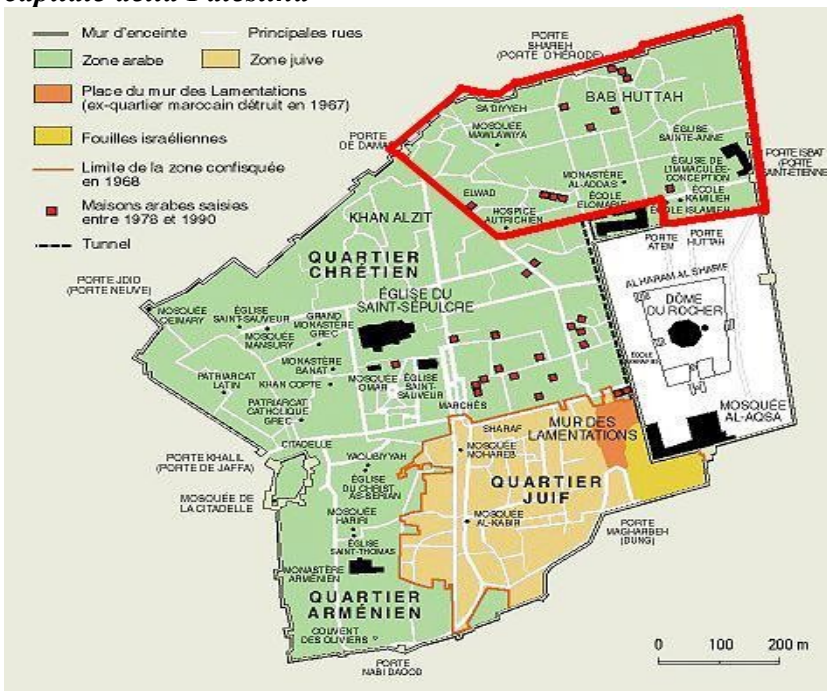 capitale della Palestina
Mur d'enceinte
Principales rues
Zone arabe
Zone juive
Place du mur des Lamentations
(ex-quartier marocain détruit en 1967)
Fouilles israéliennes
Limite de la zone confisquée
en 1968
Maisons arabes saisies
entre 1978 et 1990
Tunnel
PORTE
SHAREH
(PORTE D'HÉRODE)
BAB HUTTAH
SA'DIYYEH
MOSQUÉE
MAWLAWIYA
ÉGLISE
SAINTE-ANNE
PORTE
DE DAMA
PORTE ISBAT
(PORTE
SAINT-ÉTIENNE
ÉGLISE DE
L'IMMACULÉE-
CONCEPTION
MONASTÈRE
AL-ADDAS
ÉCOLE
KAMILIEH
ELWAD
ÉCOLE
HOSPICE
AUTRICHIEN
ÉCOLE ISLAMIEH
KHAN ALZIT
PORTE
ATEM
PORTE
HUTTAH
QUARTIER
CHRÉTIEN
AL HARAM AL SHARIF
PORTE JDID
(PORTE NEUVE)
ÉGLISE DU
SAINT-SÉPULCRE
DÔME
DU ROCHER
MOSQUÉE
ÉGLISE
SAINT-SAUVEUR
GRAND
MONASTÈRE
GREC
MOSQUÉE
MANSURY
ÉCOLE
MONASTÈRE
BANAT
PATRIARCAT
LATIN
KHAN COPTE
MOSQUÉE
OMAR
ÉGLISE
SAINT-
SAUVEUR
MARCHÉS
MOSQUÉE
AL-AQSA
PATRIARCAT
CATHOLIQUE
GREC
SHARAF
MUR DES
LAMENTATIONS
CITADELLE
MOSQUÉE
MOHAREB
PORTE KHALIL
(PORTE DE JAFFA)
YAOUBIYYAH
ÉGLISE
DU CHRIST
AS-SERIAN
QUARTIER
JUIF
MOSQUÉE DE
LA CITADELLE
MOSQUÉE
HARIRI
MOSQUÉE
AL-KABIR
PORTE
MAGHARBEH
(DUNG)
ÉGLISE
SAINT-THOMAS
MONASTÈRE
ARMÉNIEN
QUARTIER
ARMÉNIEN
COUVENT
DES OLIVIERS
PORTE
NABI DAOOD
0 100 200 m